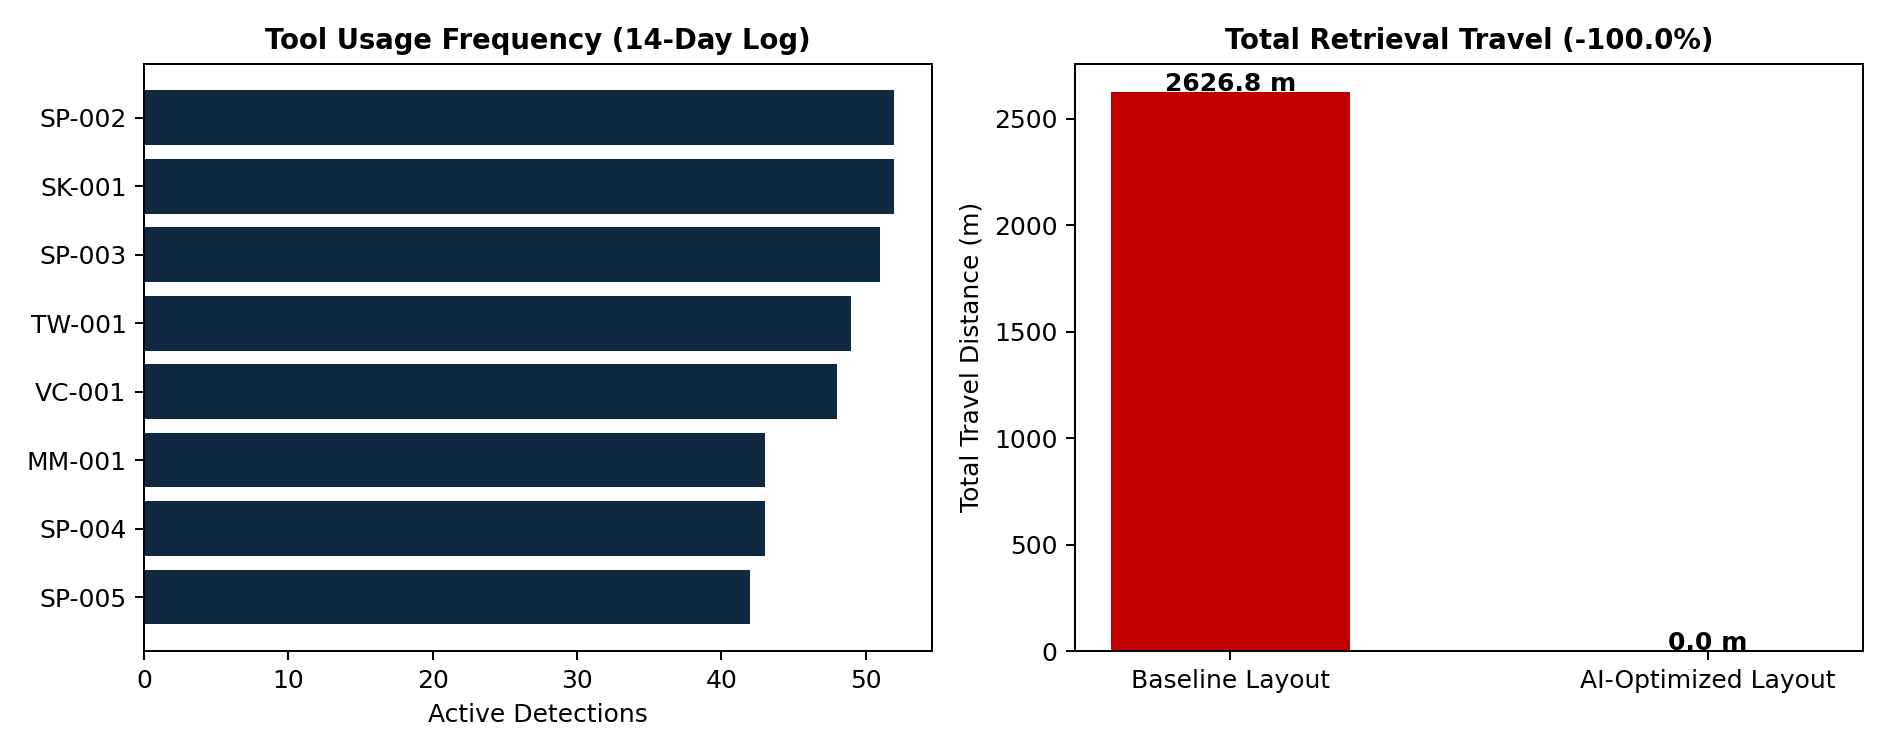 Tool Usage Frequency (14-Day Log)
SP-002
SK-001
SP-003
TW-001
VC-001
MM-001
SP-004
SP-005
0 10 20 30 40 50
Active Detections
Total Retrieval Travel (-100.0%)
Total Travel Distance (m)
2500
2000
1500
1000
500
0
2626.8 m
0.0 m
Baseline Layout AI-Optimized Layout